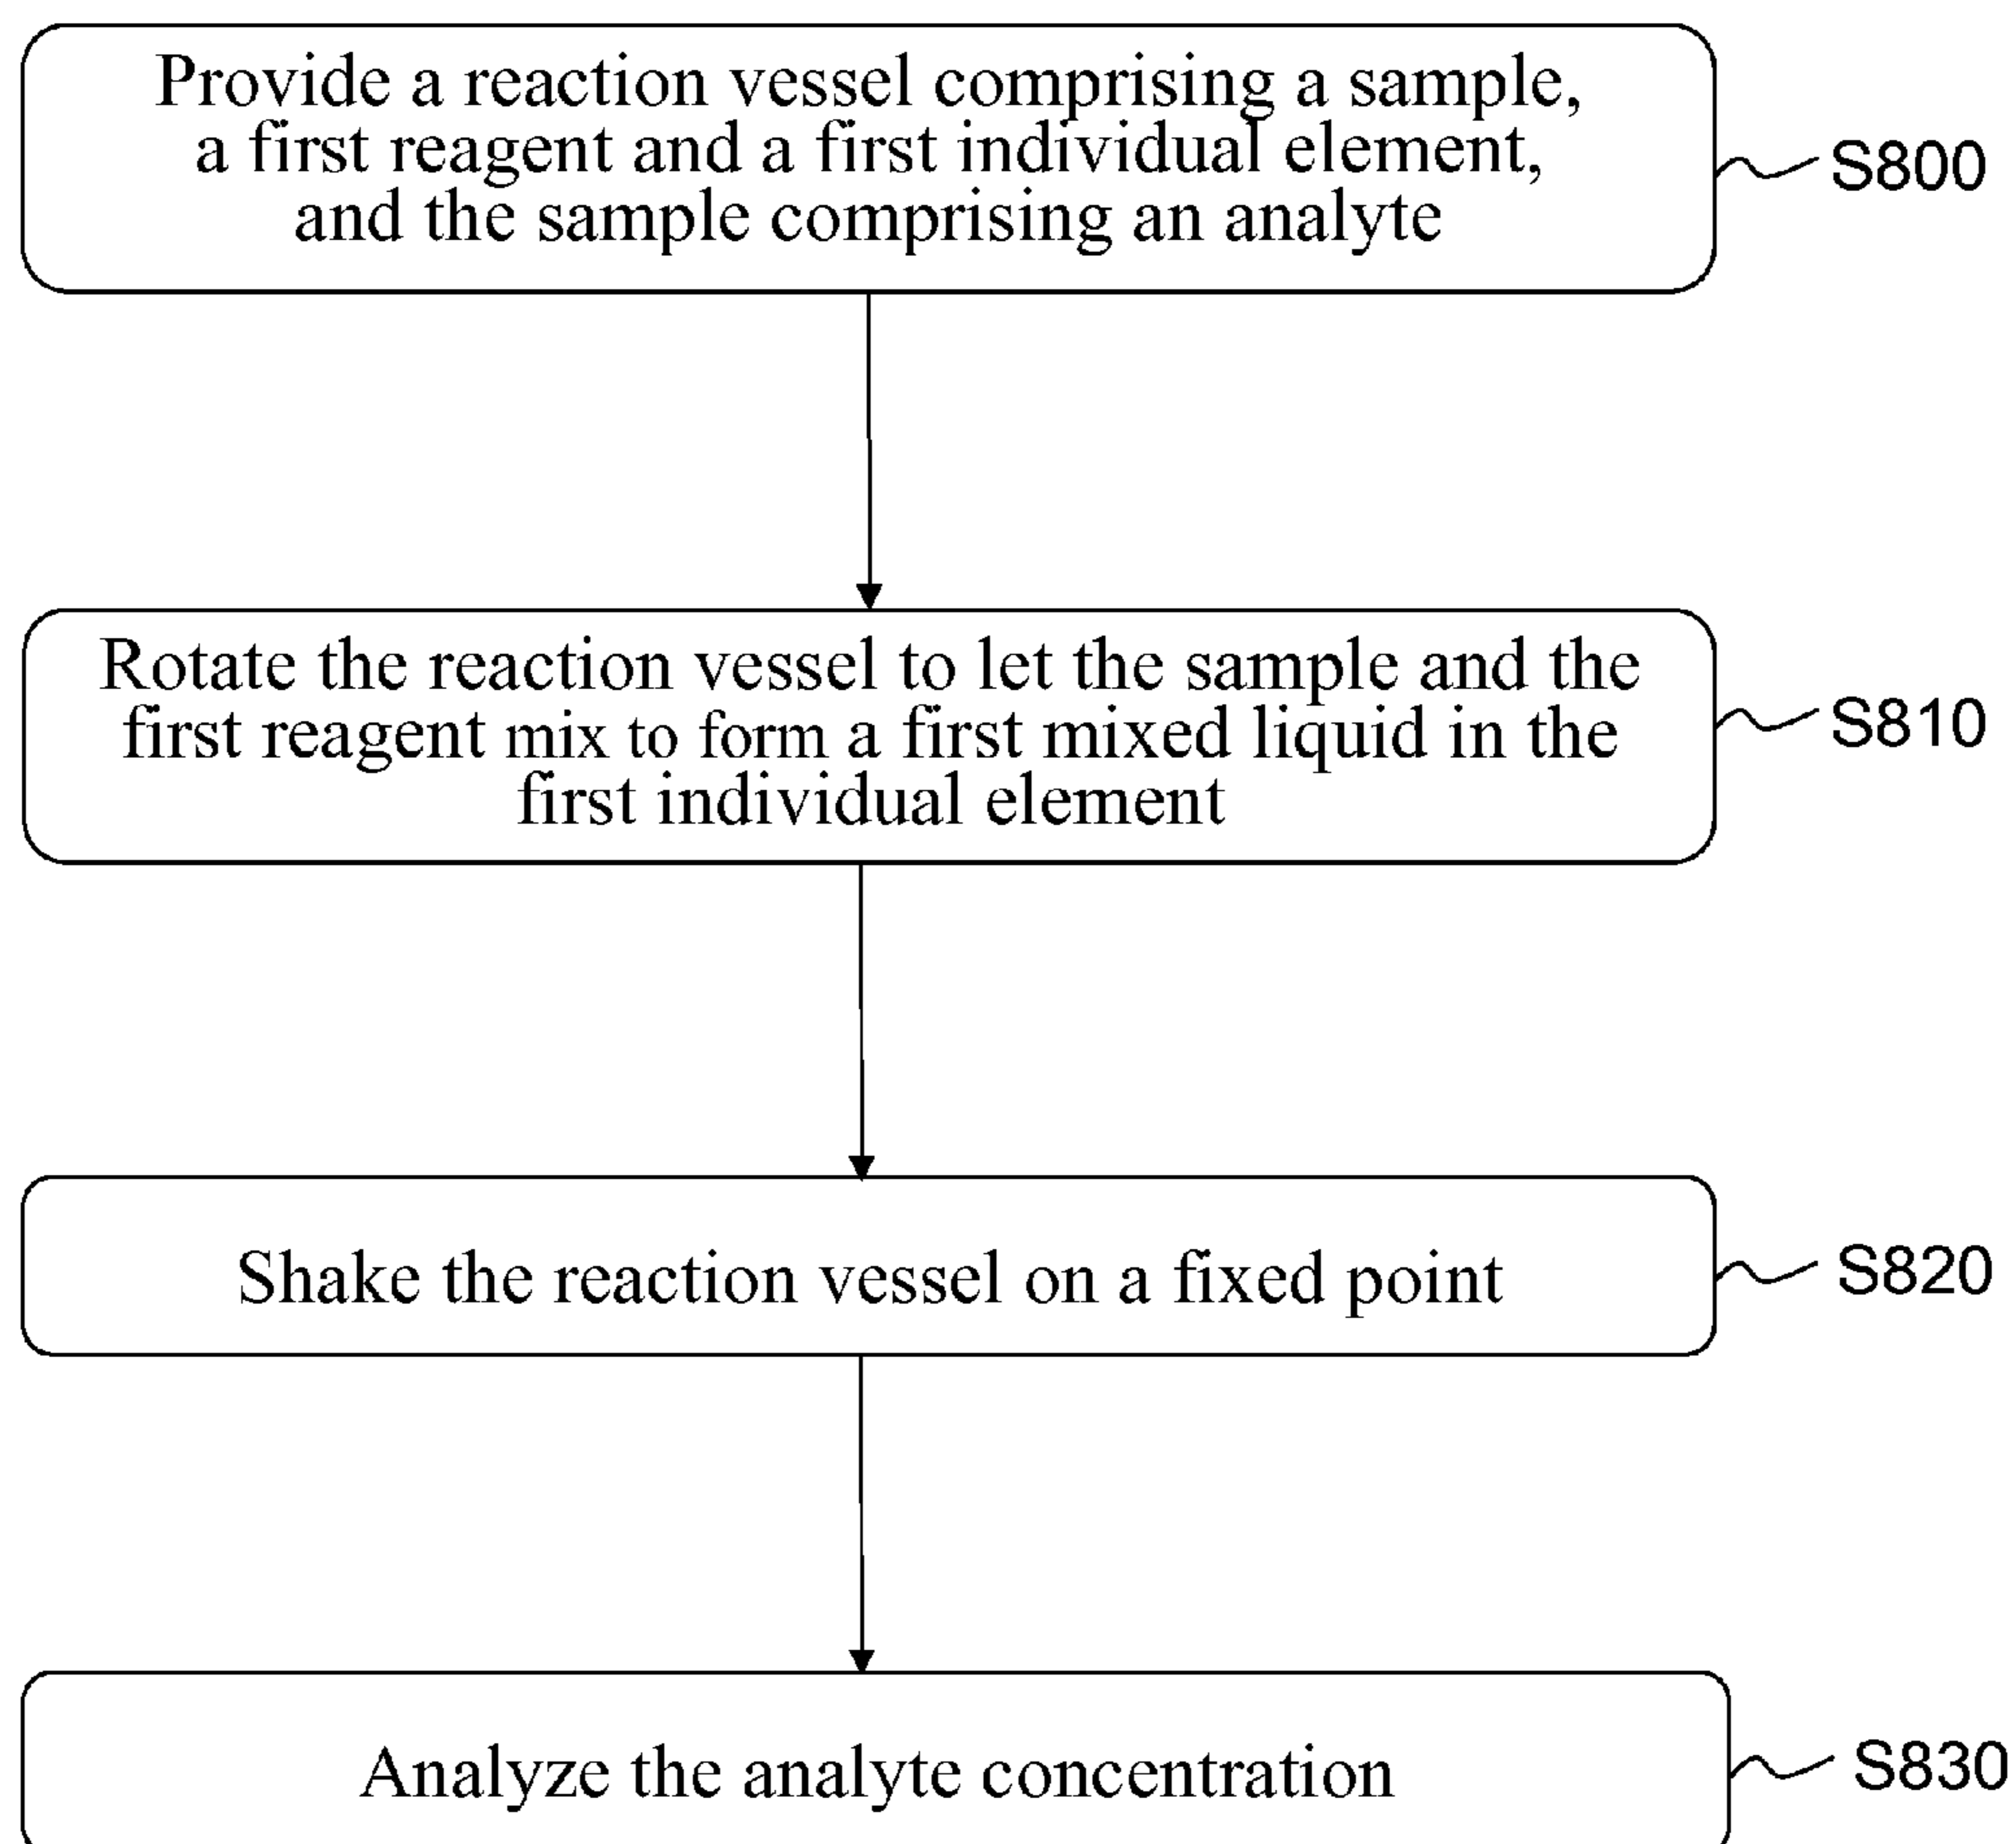 Provide a reaction vessel comprising a sample,
a first reagent and a first individual element,
and the sample comprising an analyte
S800
Rotate the reaction vessel to let the sample and the
first reagent mix to form a first mixed liquid in the
first individual element
S810
Shake the reaction vessel on a fixed point
S820
Analyze the analyte concentration
S830